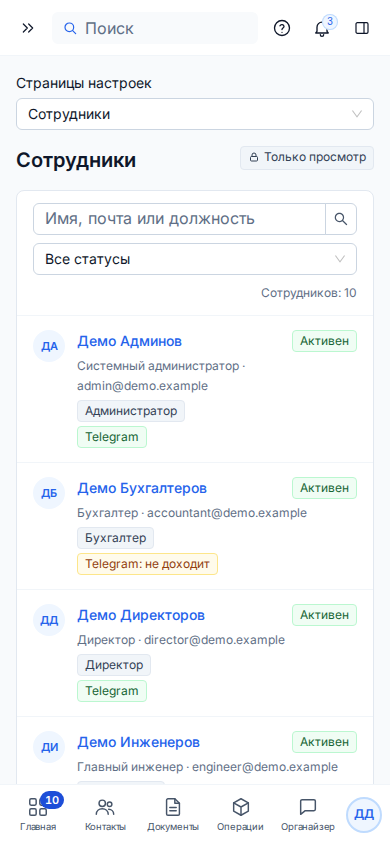 Поиск
3
Страницы настроек
Сотрудники
Сотрудники
Только просмотр
Имя, почта или должность
Все статусы
Сотрудников: 10
ДА
Демо Админов
Активен
Системный администратор ·
admin@demo.example
Администратор
Telegram
ДБ
Демо Бухгалтеров
Активен
Бухгалтер · accountant@demo.example
Бухгалтер
Telegram: не доходит
ДД
Демо Директоров
Активен
Директор · director@demo.example
Директор
Telegram
ДИ
Демо Инженеров
Активен
Главный инженер · engineer@demo.example
10
Главная
Контакты
Документы
Операции
Органайзер
ДД